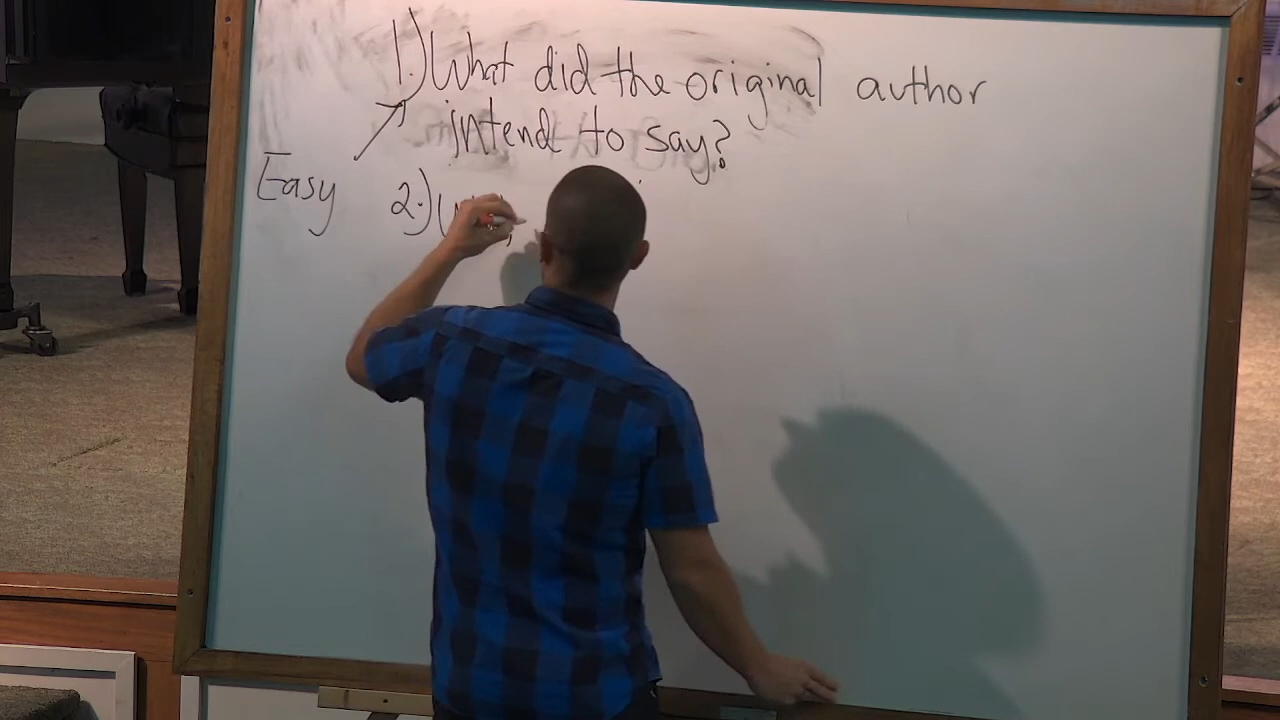 1.) What did the original author
intend to say?
Easy
2.)